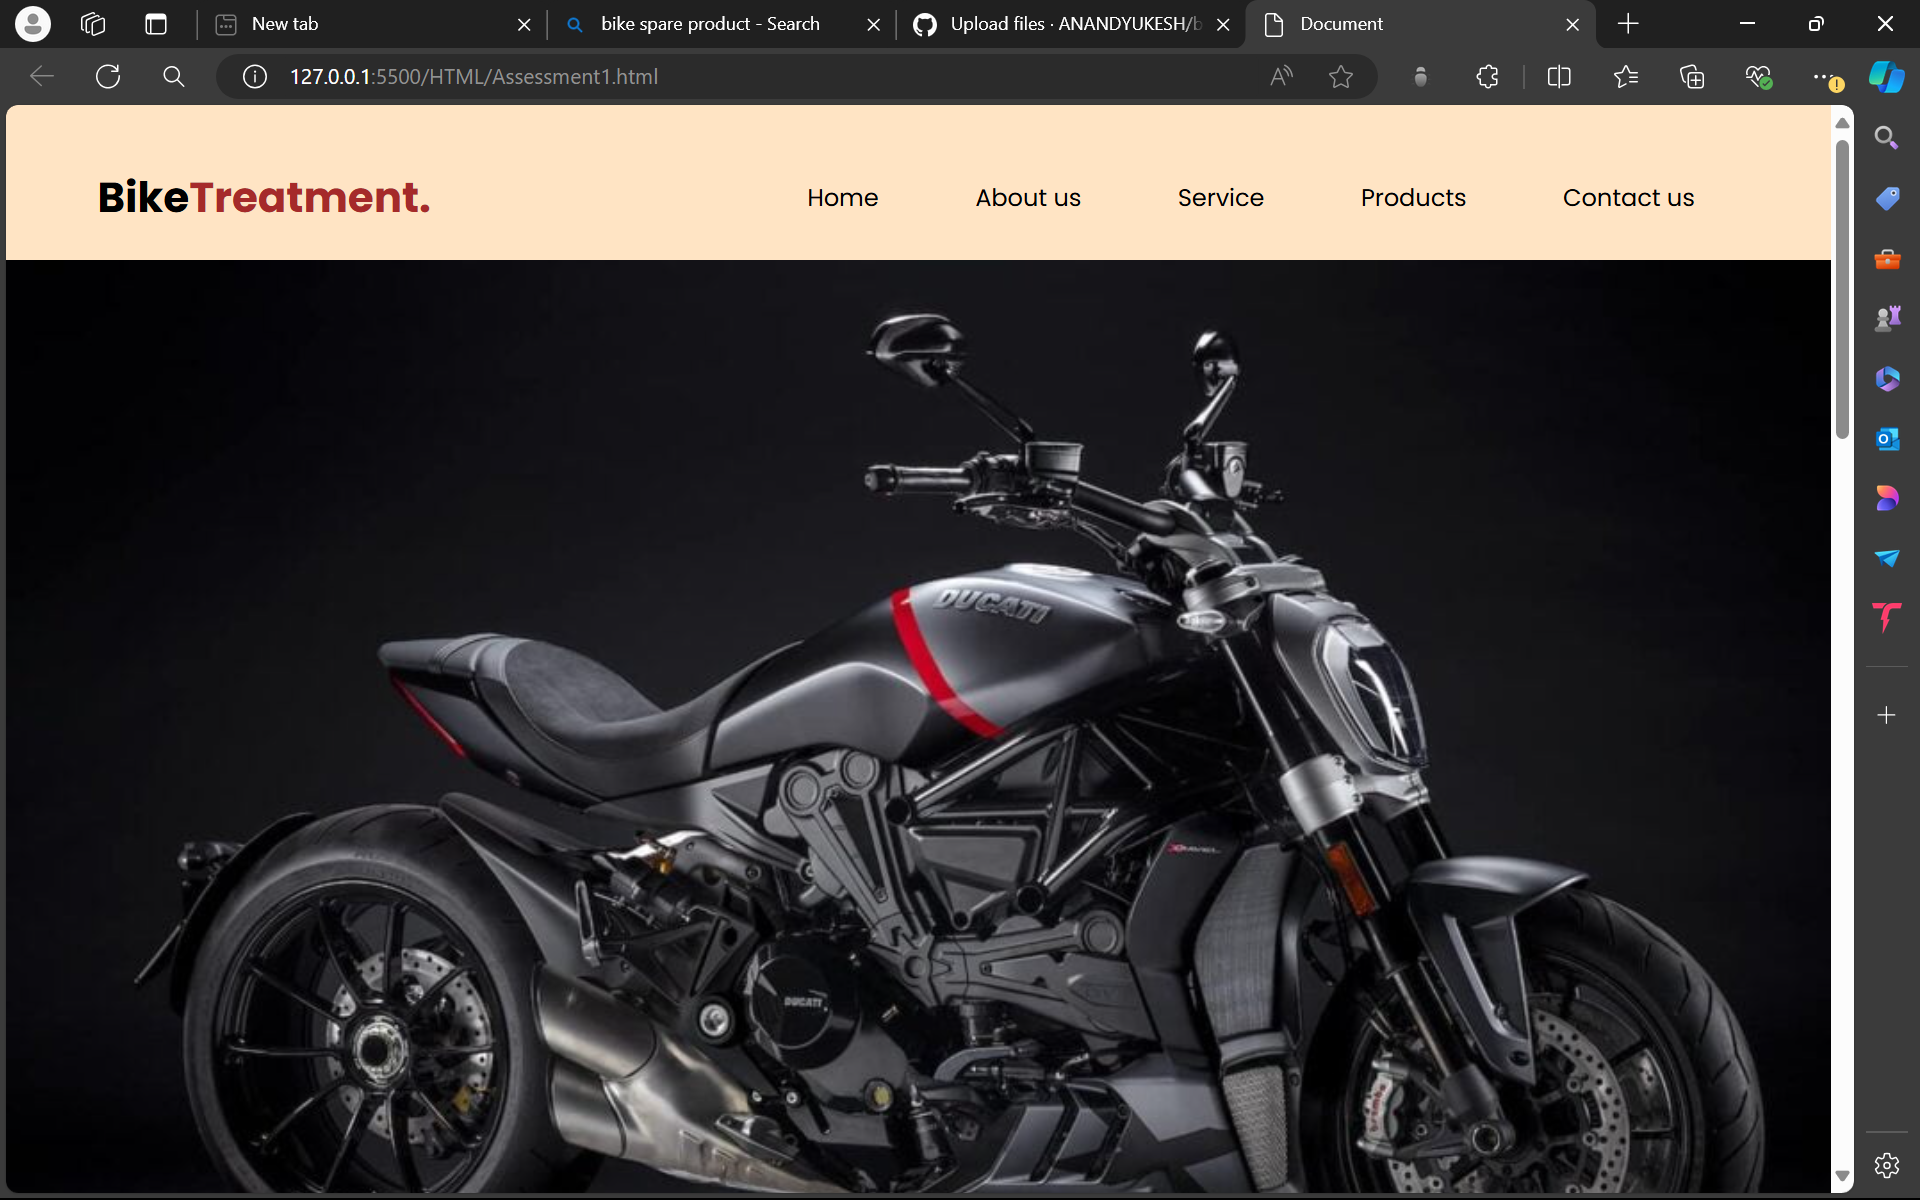 New tab
bike spare product - Search
Upload files · ANANDYUKESH/b
Document
127.0.0.1:5500/HTML/Assessment1.html
BikeTreatment.
Home
About us
Service
Products
Contact us
DUCATI
DUCATI
brembo